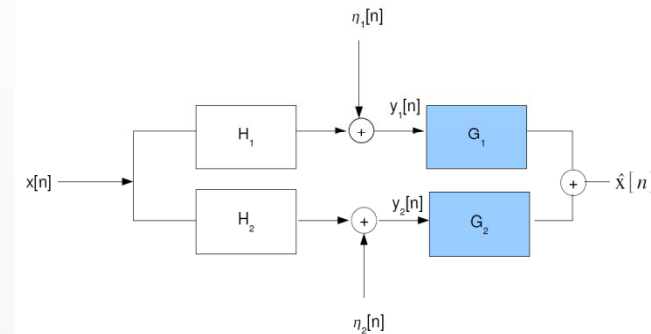 η₁[n]
y₁[n]
H₁
+
G₁
x[n]
+
x̂[n]
H₂
+
y₂[n]
G₂
η₂[n]